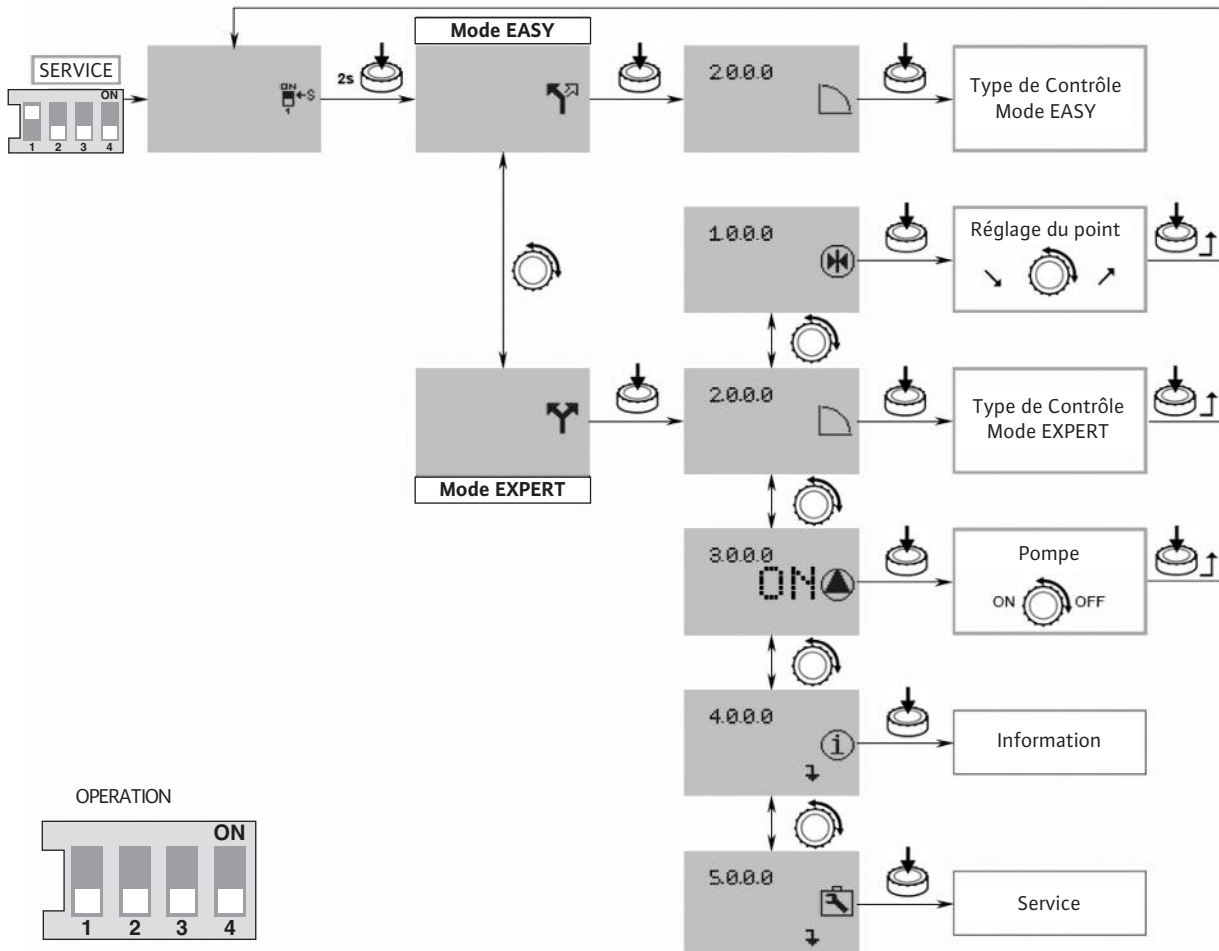 Mode EASY
SERVICE
ON
1 2 3 4
ON
S
1
2s
2.0.0.0
Type de Contrôle
Mode EASY
1.0.0.0
Réglage du point
2.0.0.0
Type de Contrôle
Mode EXPERT
Mode EXPERT
3.0.0.0
ON
Pompe
ON OFF
4.0.0.0
i
Information
OPERATION
ON
1 2 3 4
5.0.0.0
Service